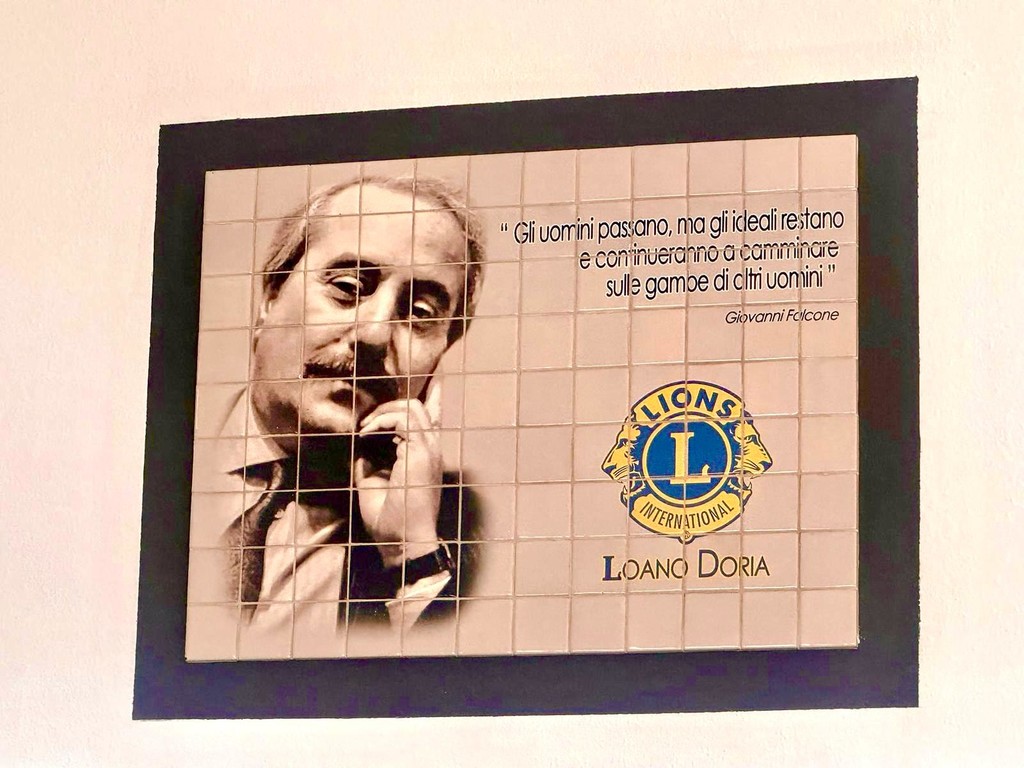 “ Gli uomini passano, ma gli ideali restano
e continueranno a camminare
sulle gambe di altri uomini ”
Giovanni Falcone
LIONS
L
INTERNATIONAL
LOANO DORIA